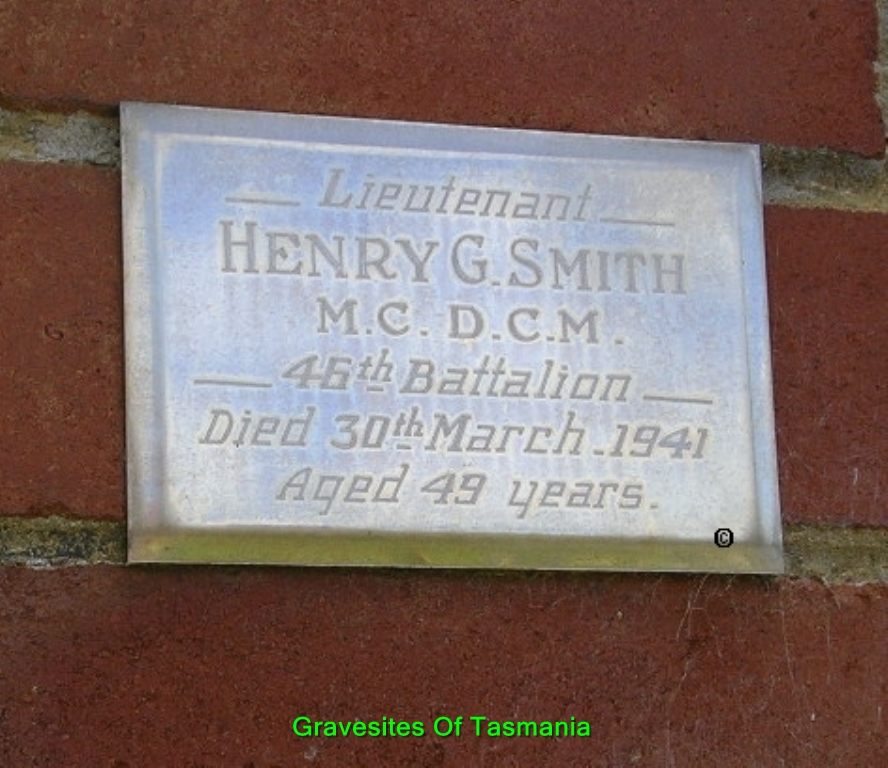 Lieutenant
HENRY G. SMITH
M.C. D.C.M.
46th Battalion
Died 30th March. 1941
Aged 49 years.
©
Gravesites Of Tasmania